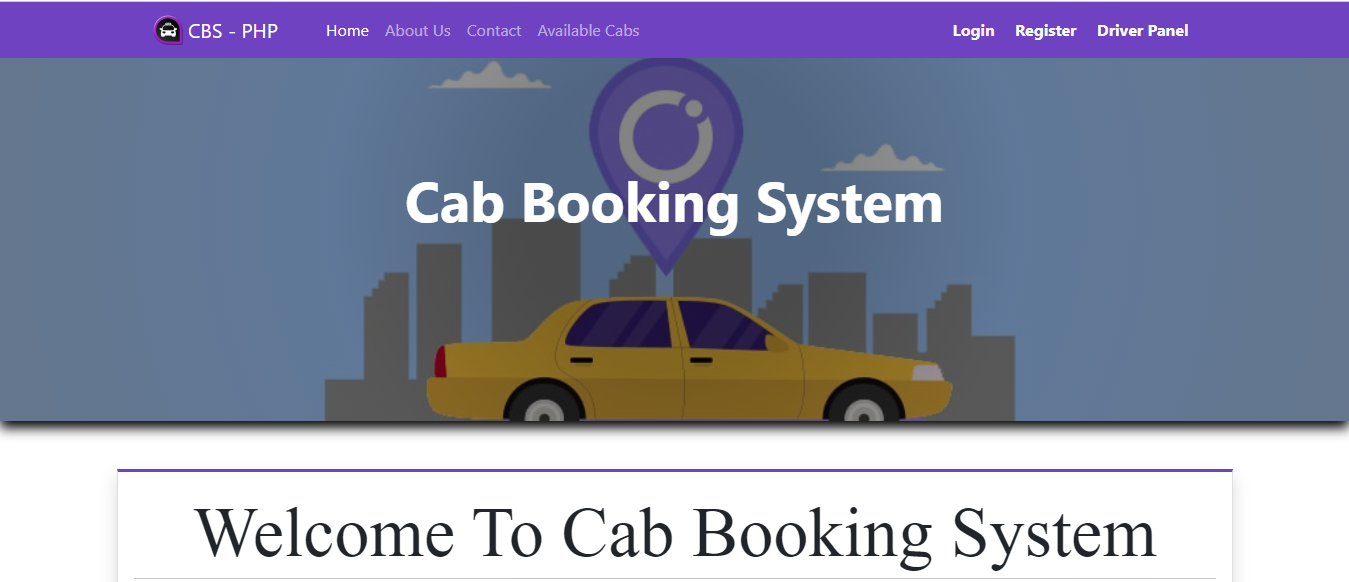 CBS - PHP Home About Us Contact Available Cabs Login Register Driver Panel
Cab Booking System
Welcome To Cab Booking System